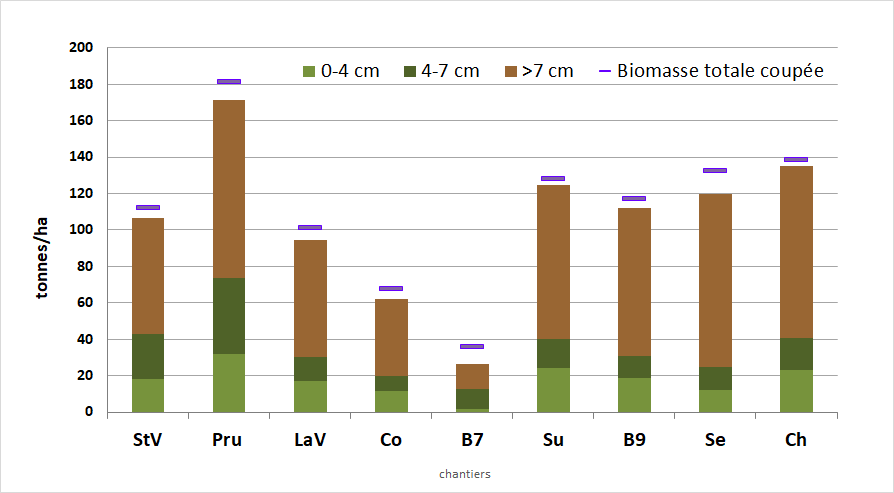 200
180
160
140
120
100
80
60
40
20
0
tonnes/ha
0-4 cm 4-7 cm >7 cm Biomasse totale coupée
StV Pru LaV Co B7 Su B9 Se Ch
chantiers